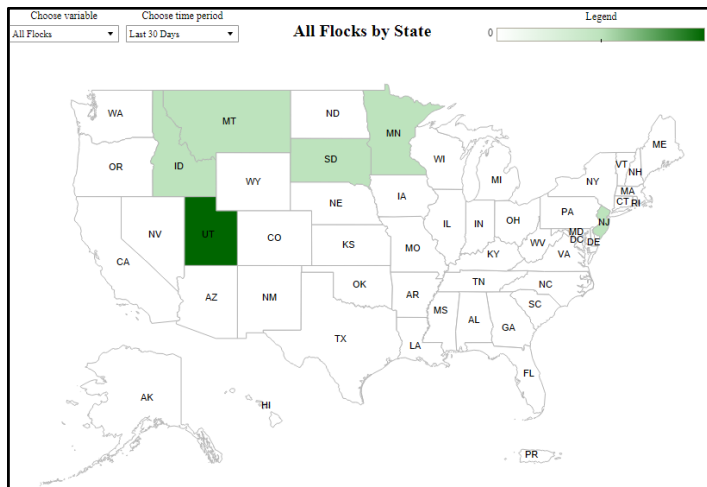 Choose variable
Choose time period
Legend
All Flocks
Last 30 Days
All Flocks by State
0
WA
MT
ND
MN
ME
OR
ID
SD
WI
VT
NH
WY
MI
NY
MA
CT
RI
IA
NE
PA
NJ
NV
UT
IL
IN
OH
MD
DC
DE
CO
KS
MO
WV
VA
CA
KY
OK
TN
NC
AZ
NM
AR
SC
MS
AL
GA
TX
LA
FL
AK
HI
PR